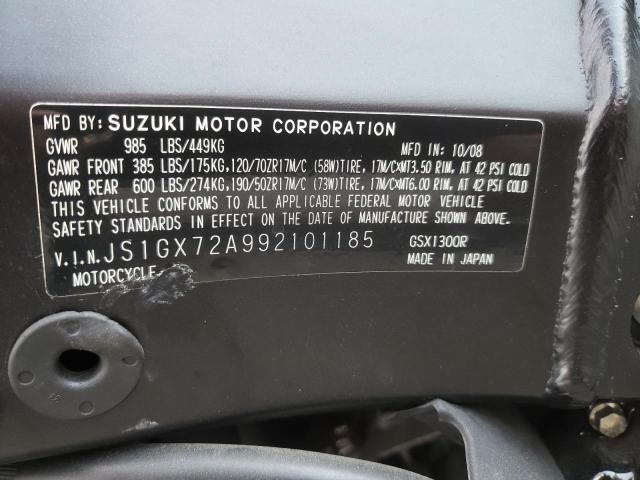 MFD BY: SUZUKI MOTOR CORPORATION
GVWR 985 LBS/449KG MFD IN: 10/08
GAWR FRONT 385 LBS/175KG,120/70ZR17M/C (58W)TIRE, 17M/CXMT3.50 RIM, AT 42 PSI COLD
GAWR REAR 600 LBS/274KG,190/50ZR17M/C (73W)TIRE, 17M/CXMT6.00 RIM, AT 42 PSI COLD
THIS VEHICLE CONFORMS TO ALL APPLICABLE FEDERAL MOTOR VEHICLE
SAFETY STANDARDS IN EFFECT ON THE DATE OF MANUFACTURE SHOWN ABOVE.
V.I.N. JS1GX72A992101185 GSX1300R
MOTORCYCLE MADE IN JAPAN